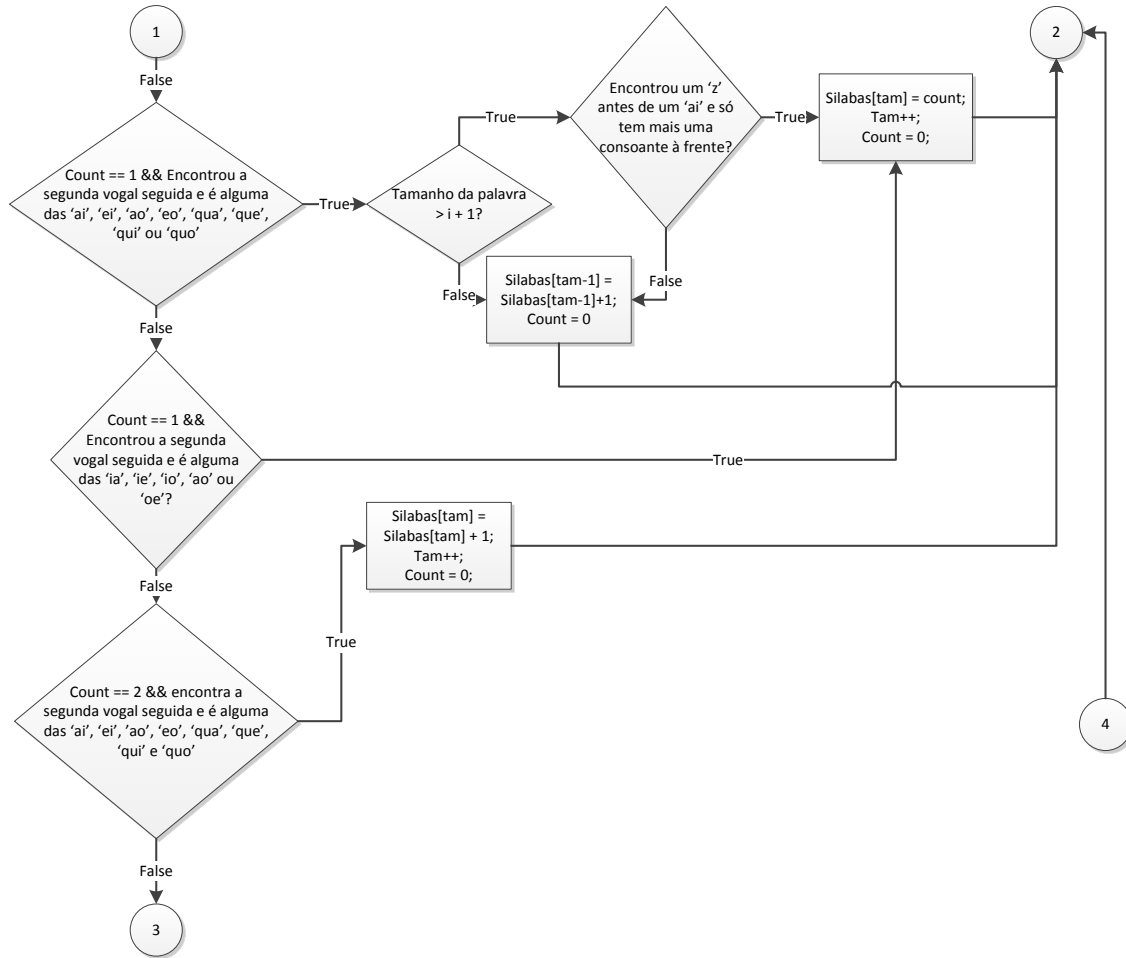 1
False
Count == 1 && Encontrou a
segunda vogal seguida e é alguma
das ‘ai’, ‘ei’, ‘ao’, ‘eo’, ‘qua’, ‘que’,
‘qui’ ou ‘quo’
True
Tamanho da palavra
> i + 1?
True
Encontrou um ‘z’
antes de um ‘ai’ e só
tem mais uma
consoante à frente?
True
Silabas[tam] = count;
Tam++;
Count = 0;
2
False
False
Silabas[tam-1] =
Silabas[tam-1]+1;
Count = 0
False
Count == 1 &&
Encontrou a segunda
vogal seguida e é alguma
das ‘ia’, ‘ie’, ‘io’, ‘ao’ ou
‘oe’?
True
False
Silabas[tam] =
Silabas[tam] + 1;
Tam++;
Count = 0;
True
Count == 2 && encontra a
segunda vogal seguida e é alguma
das ‘ai’, ‘ei’, ’ao’, ‘eo’, ‘qua’, ‘que’,
‘qui’ e ‘quo’
4
False
3